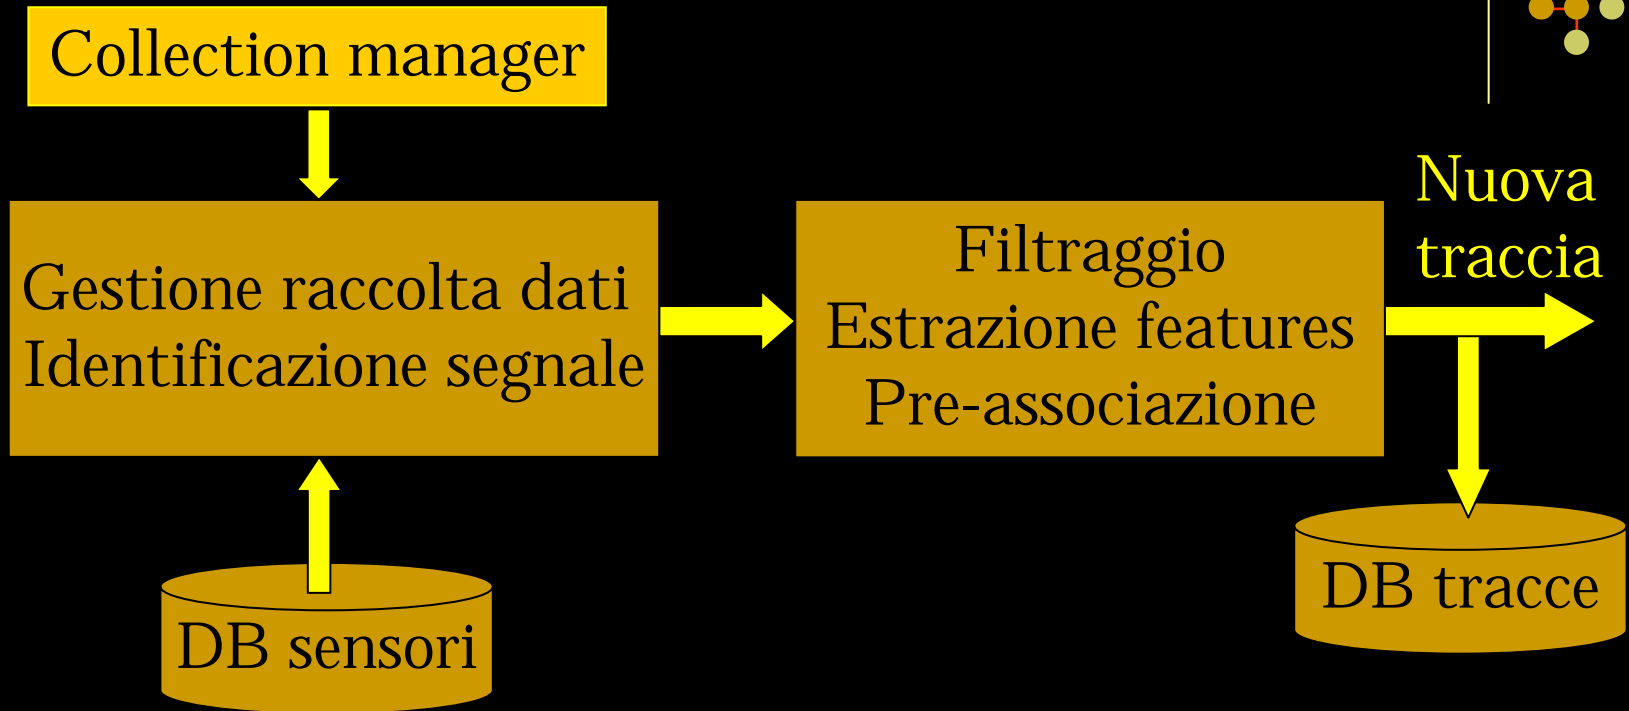 Collection manager
Nuova
traccia
Gestione raccolta dati
Identificazione segnale
Filtraggio
Estrazione features
Pre-associazione
DB tracce
DB sensori